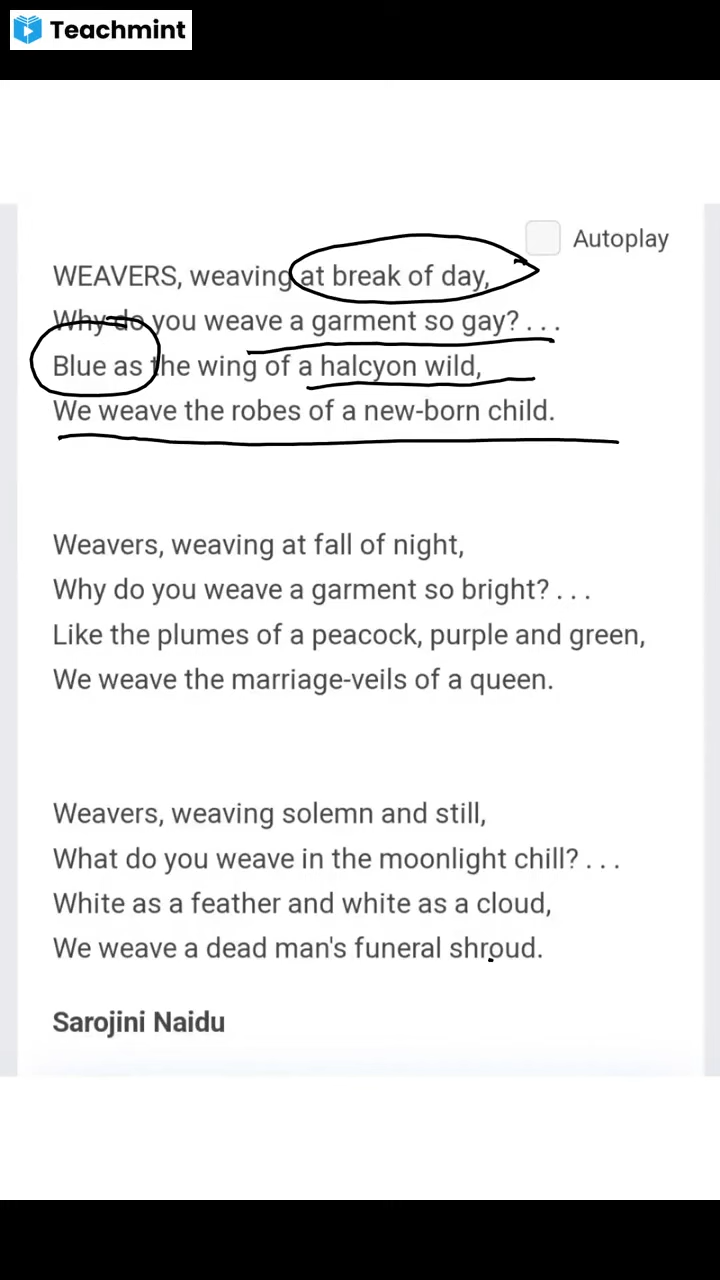 Teachmint
Autoplay
WEAVERS, weaving at break of day,
Why do you weave a garment so gay? . . .
Blue as the wing of a halcyon wild,
We weave the robes of a new-born child.
Weavers, weaving at fall of night,
Why do you weave a garment so bright? . . .
Like the plumes of a peacock, purple and green,
We weave the marriage-veils of a queen.
Weavers, weaving solemn and still,
What do you weave in the moonlight chill? . . .
White as a feather and white as a cloud,
We weave a dead man's funeral shroud.
Sarojini Naidu